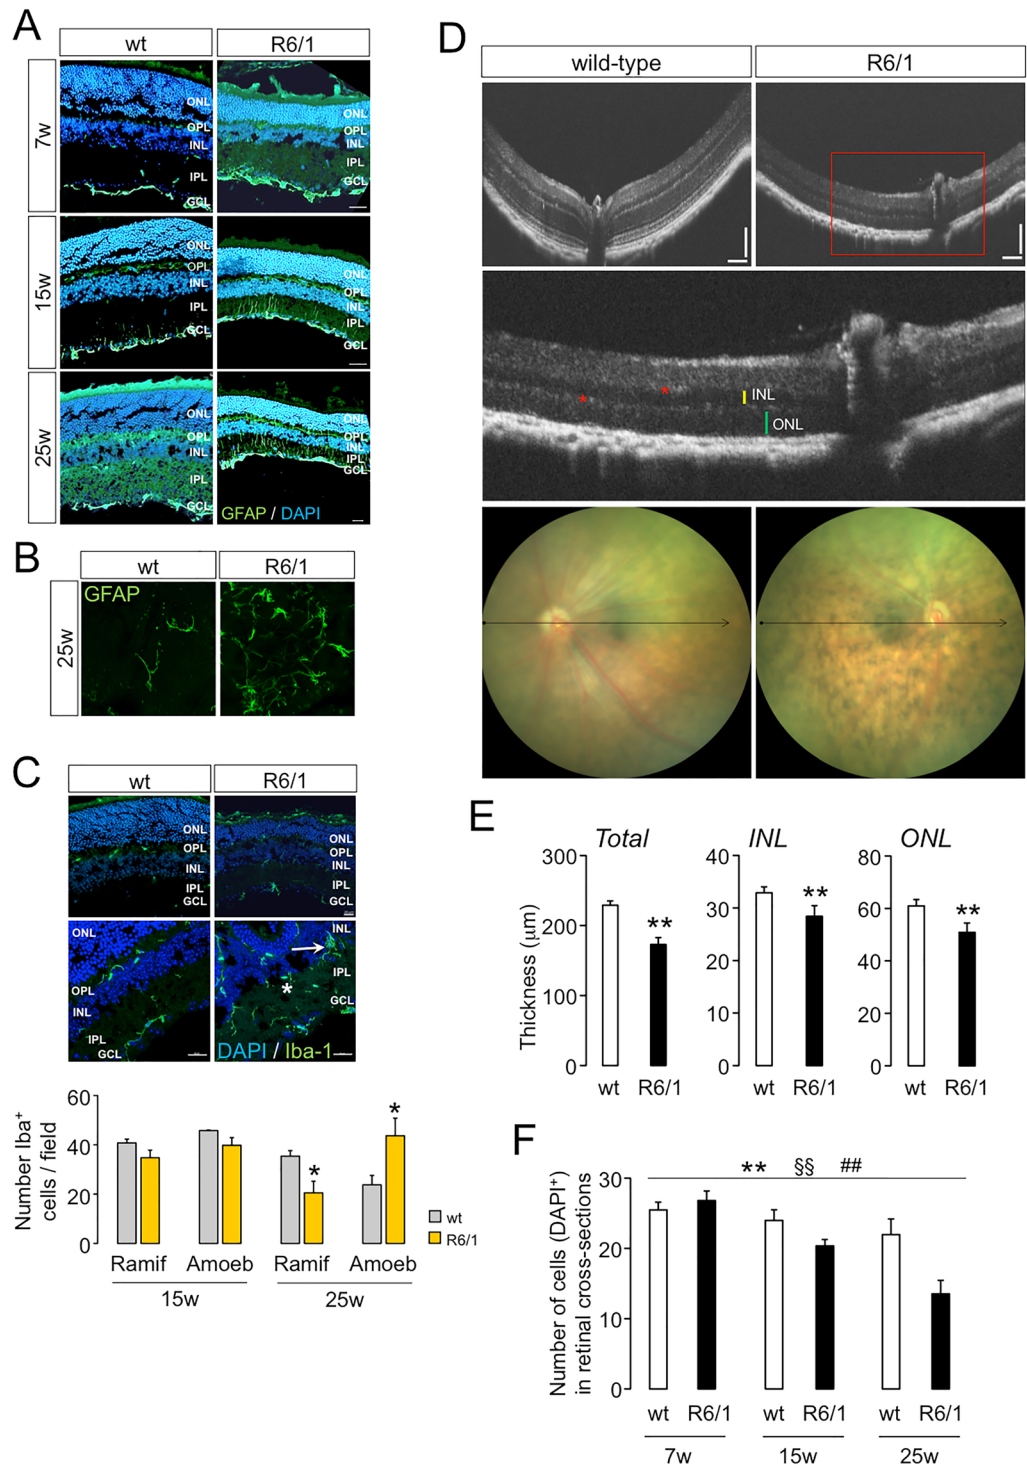 A
wt
R6/1
7w
ONL
OPL
INL
IPL
GCL
ONL
OPL
INL
IPL
GCL
15w
ONL
OPL
INL
IPL
GCL
ONL
OPL
INL
IPL
GCL
25w
ONL
OPL
INL
IPL
GCL
ONL
OPL
INL
IPL
GCL
GFAP / DAPI
B
wt
R6/1
25w
GFAP
C
wt
R6/1
ONL
OPL
INL
IPL
GCL
ONL
OPL
INL
IPL
GCL
ONL
OPL
INL
IPL
GCL
INL
IPL
GCL
*
DAPI / Iba-1
Number Iba+
cells / field
60
40
20
0
*
*
wt
R6/1
Ramif
Amoeb
Ramif
Amoeb
15w
25w
D
wild-type
R6/1
*
*
INL
ONL
E
Total
INL
ONL
Thickness (µm)
300
200
100
0
**
wt
R6/1
40
30
20
10
0
**
wt
R6/1
80
60
40
20
0
**
wt
R6/1
F
** §§ ##
Number of cells (DAPI+)
in retinal cross-sections
30
20
10
0
wt
R6/1
wt
R6/1
wt
R6/1
7w
15w
25w